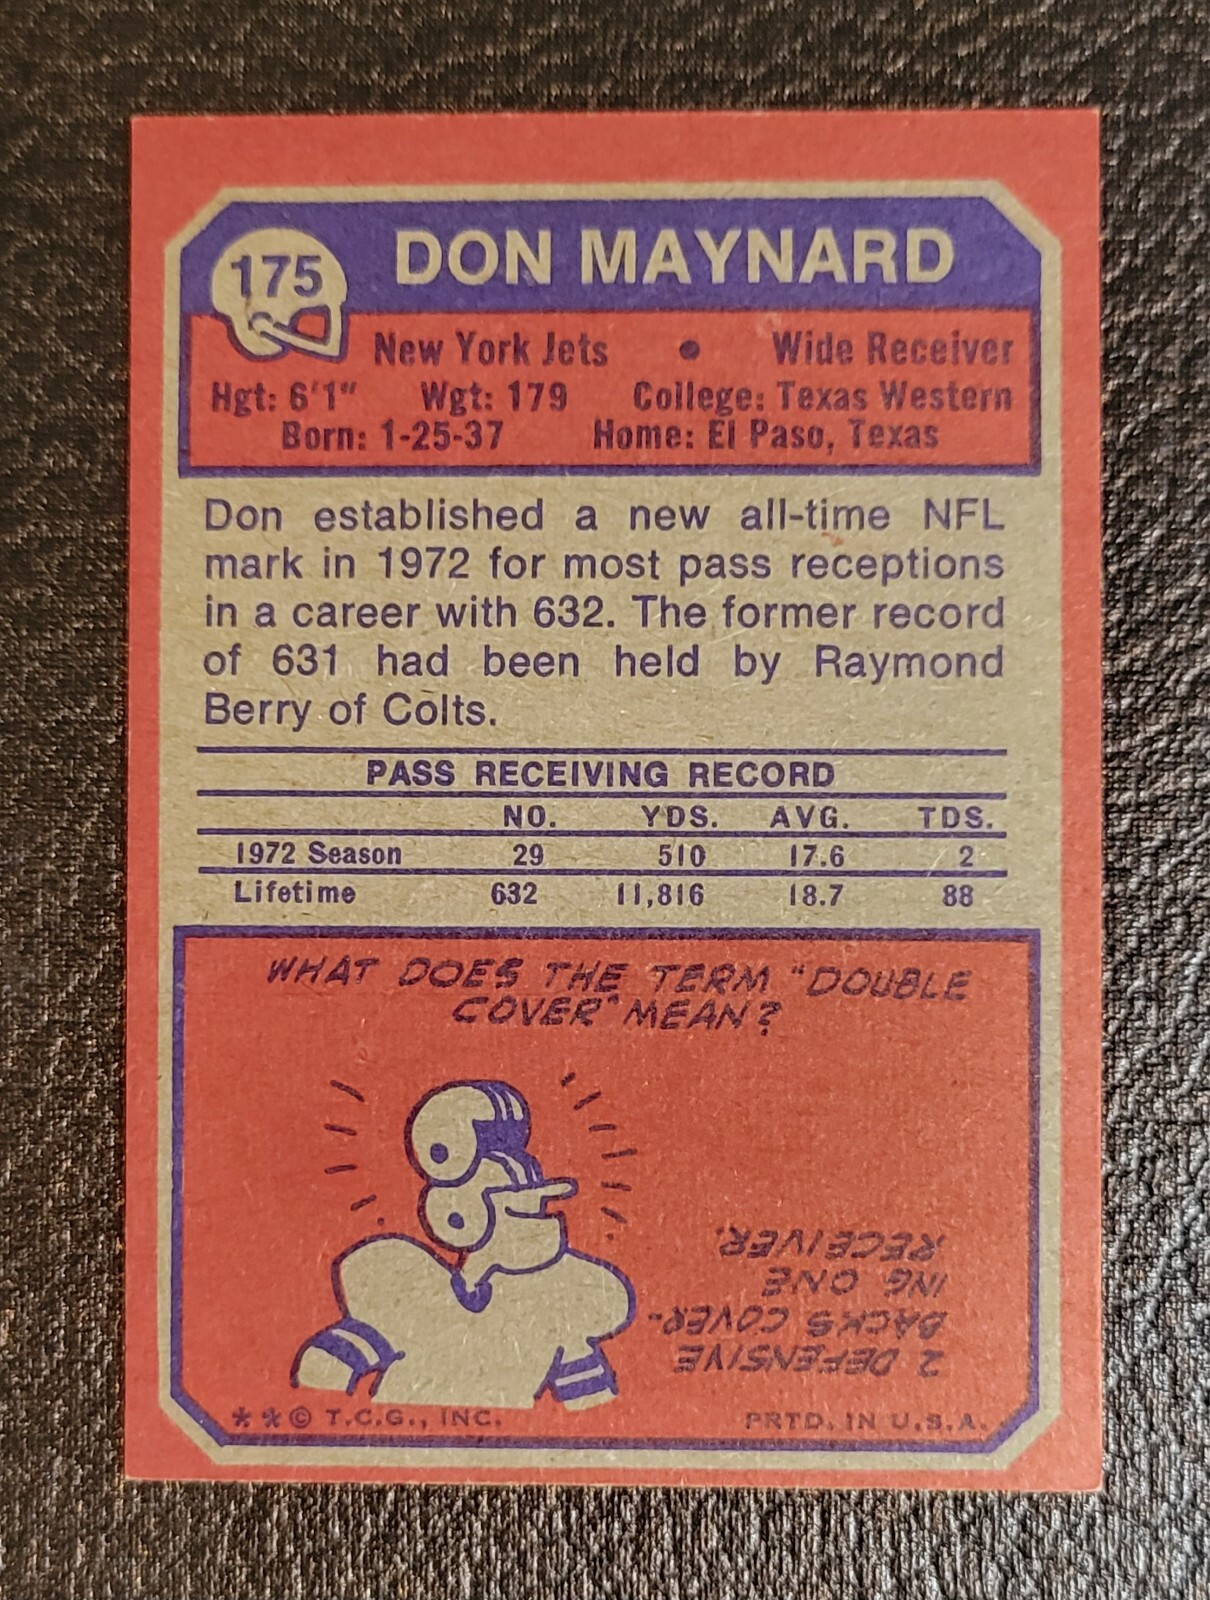 175
DON MAYNARD
New York Jets • Wide Receiver
Hgt: 6'1" Wgt: 179 College: Texas Western
Born: 1-25-37 Home: El Paso, Texas
Don established a new all-time NFL
mark in 1972 for most pass receptions
in a career with 632. The former record
of 631 had been held by Raymond
Berry of Colts.
PASS RECEIVING RECORD
NO. YDS. AVG. TDS.
1972 Season 29 510 17.6 2
Lifetime 632 11,816 18.7 88
WHAT DOES THE TERM "DOUBLE
COVER" MEAN?
2 DEFENSIVE
BACKS COVER-
ING ONE
RECEIVER.
** © T.C.G., INC. PRTD. IN U.S.A.